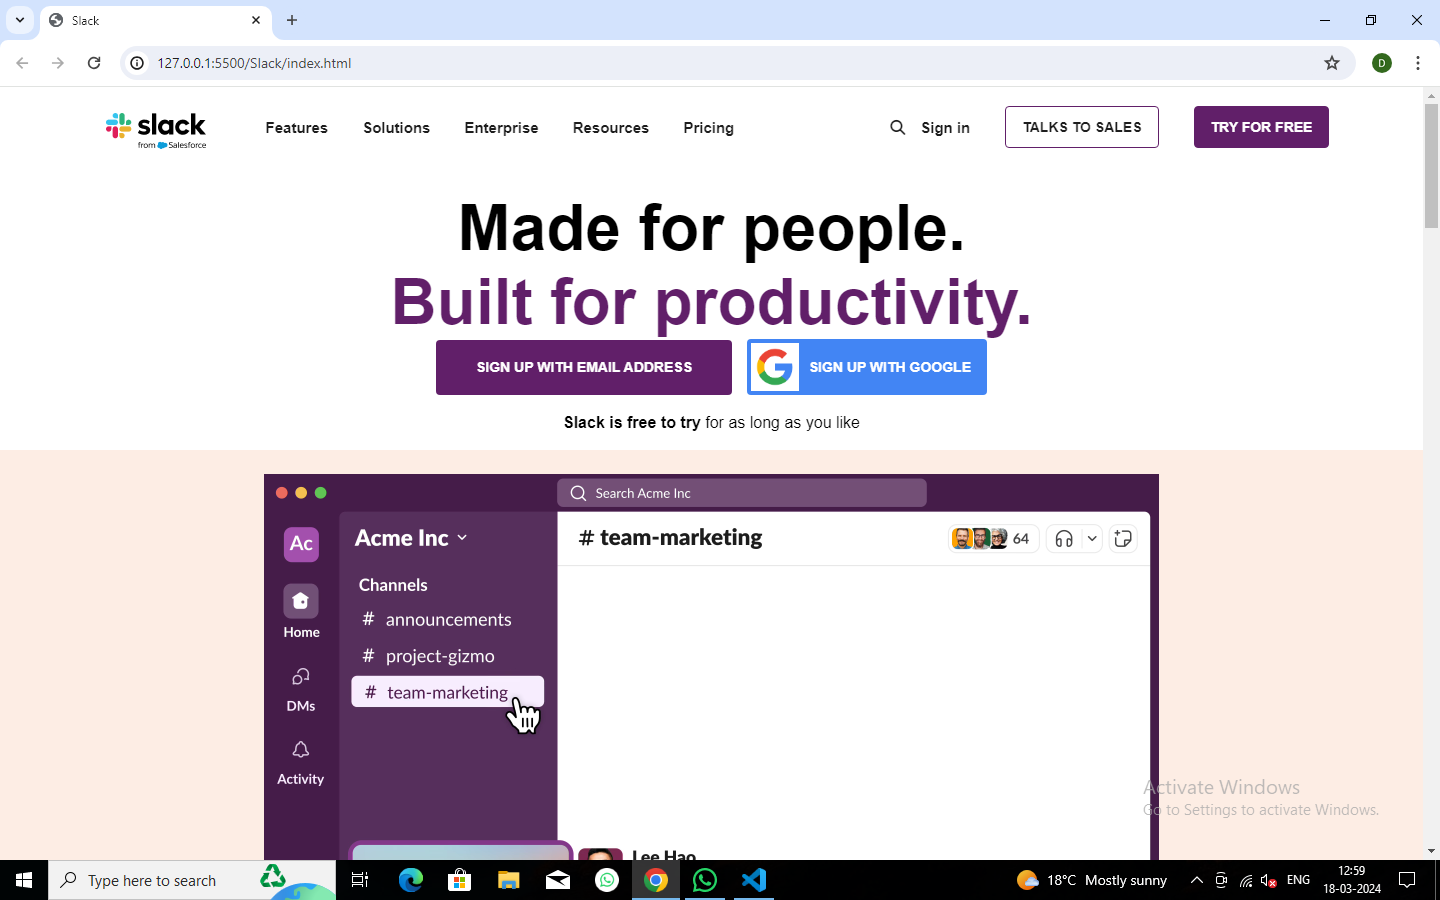 Slack
127.0.0.1:5500/Slack/index.html
D
slack
from Salesforce
Features Solutions Enterprise Resources Pricing
Sign in
TALKS TO SALES
TRY FOR FREE
Made for people.
Built for productivity.
SIGN UP WITH EMAIL ADDRESS
SIGN UP WITH GOOGLE
Slack is free to try for as long as you like
Search Acme Inc
Ac
Acme Inc
# team-marketing
64
Channels
# announcements
Home
# project-gizmo
# team-marketing
DMs
Activity
Activate Windows
Go to Settings to activate Windows.
Lee Hao
Type here to search
18°C Mostly sunny
ENG
12:59
18-03-2024